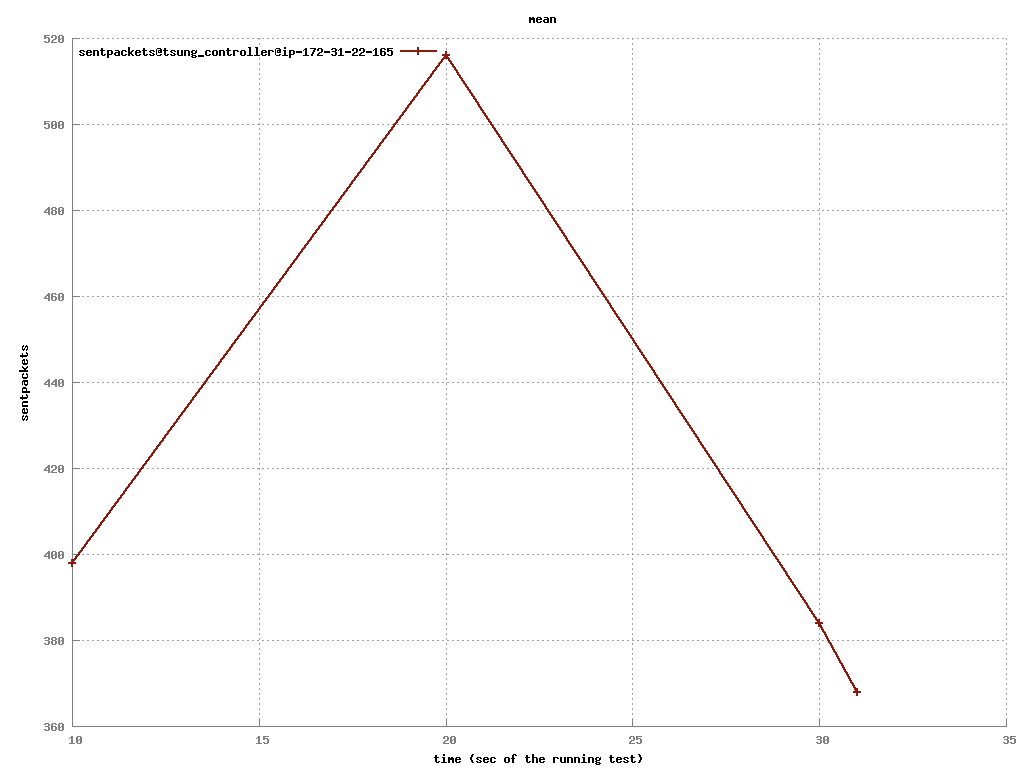 mean
520
sentpackets@tsung_controller@ip-172-31-22-165
500
480
460
440
420
400
380
360
sentpackets
10 15 20 25 30 35
time (sec of the running test)